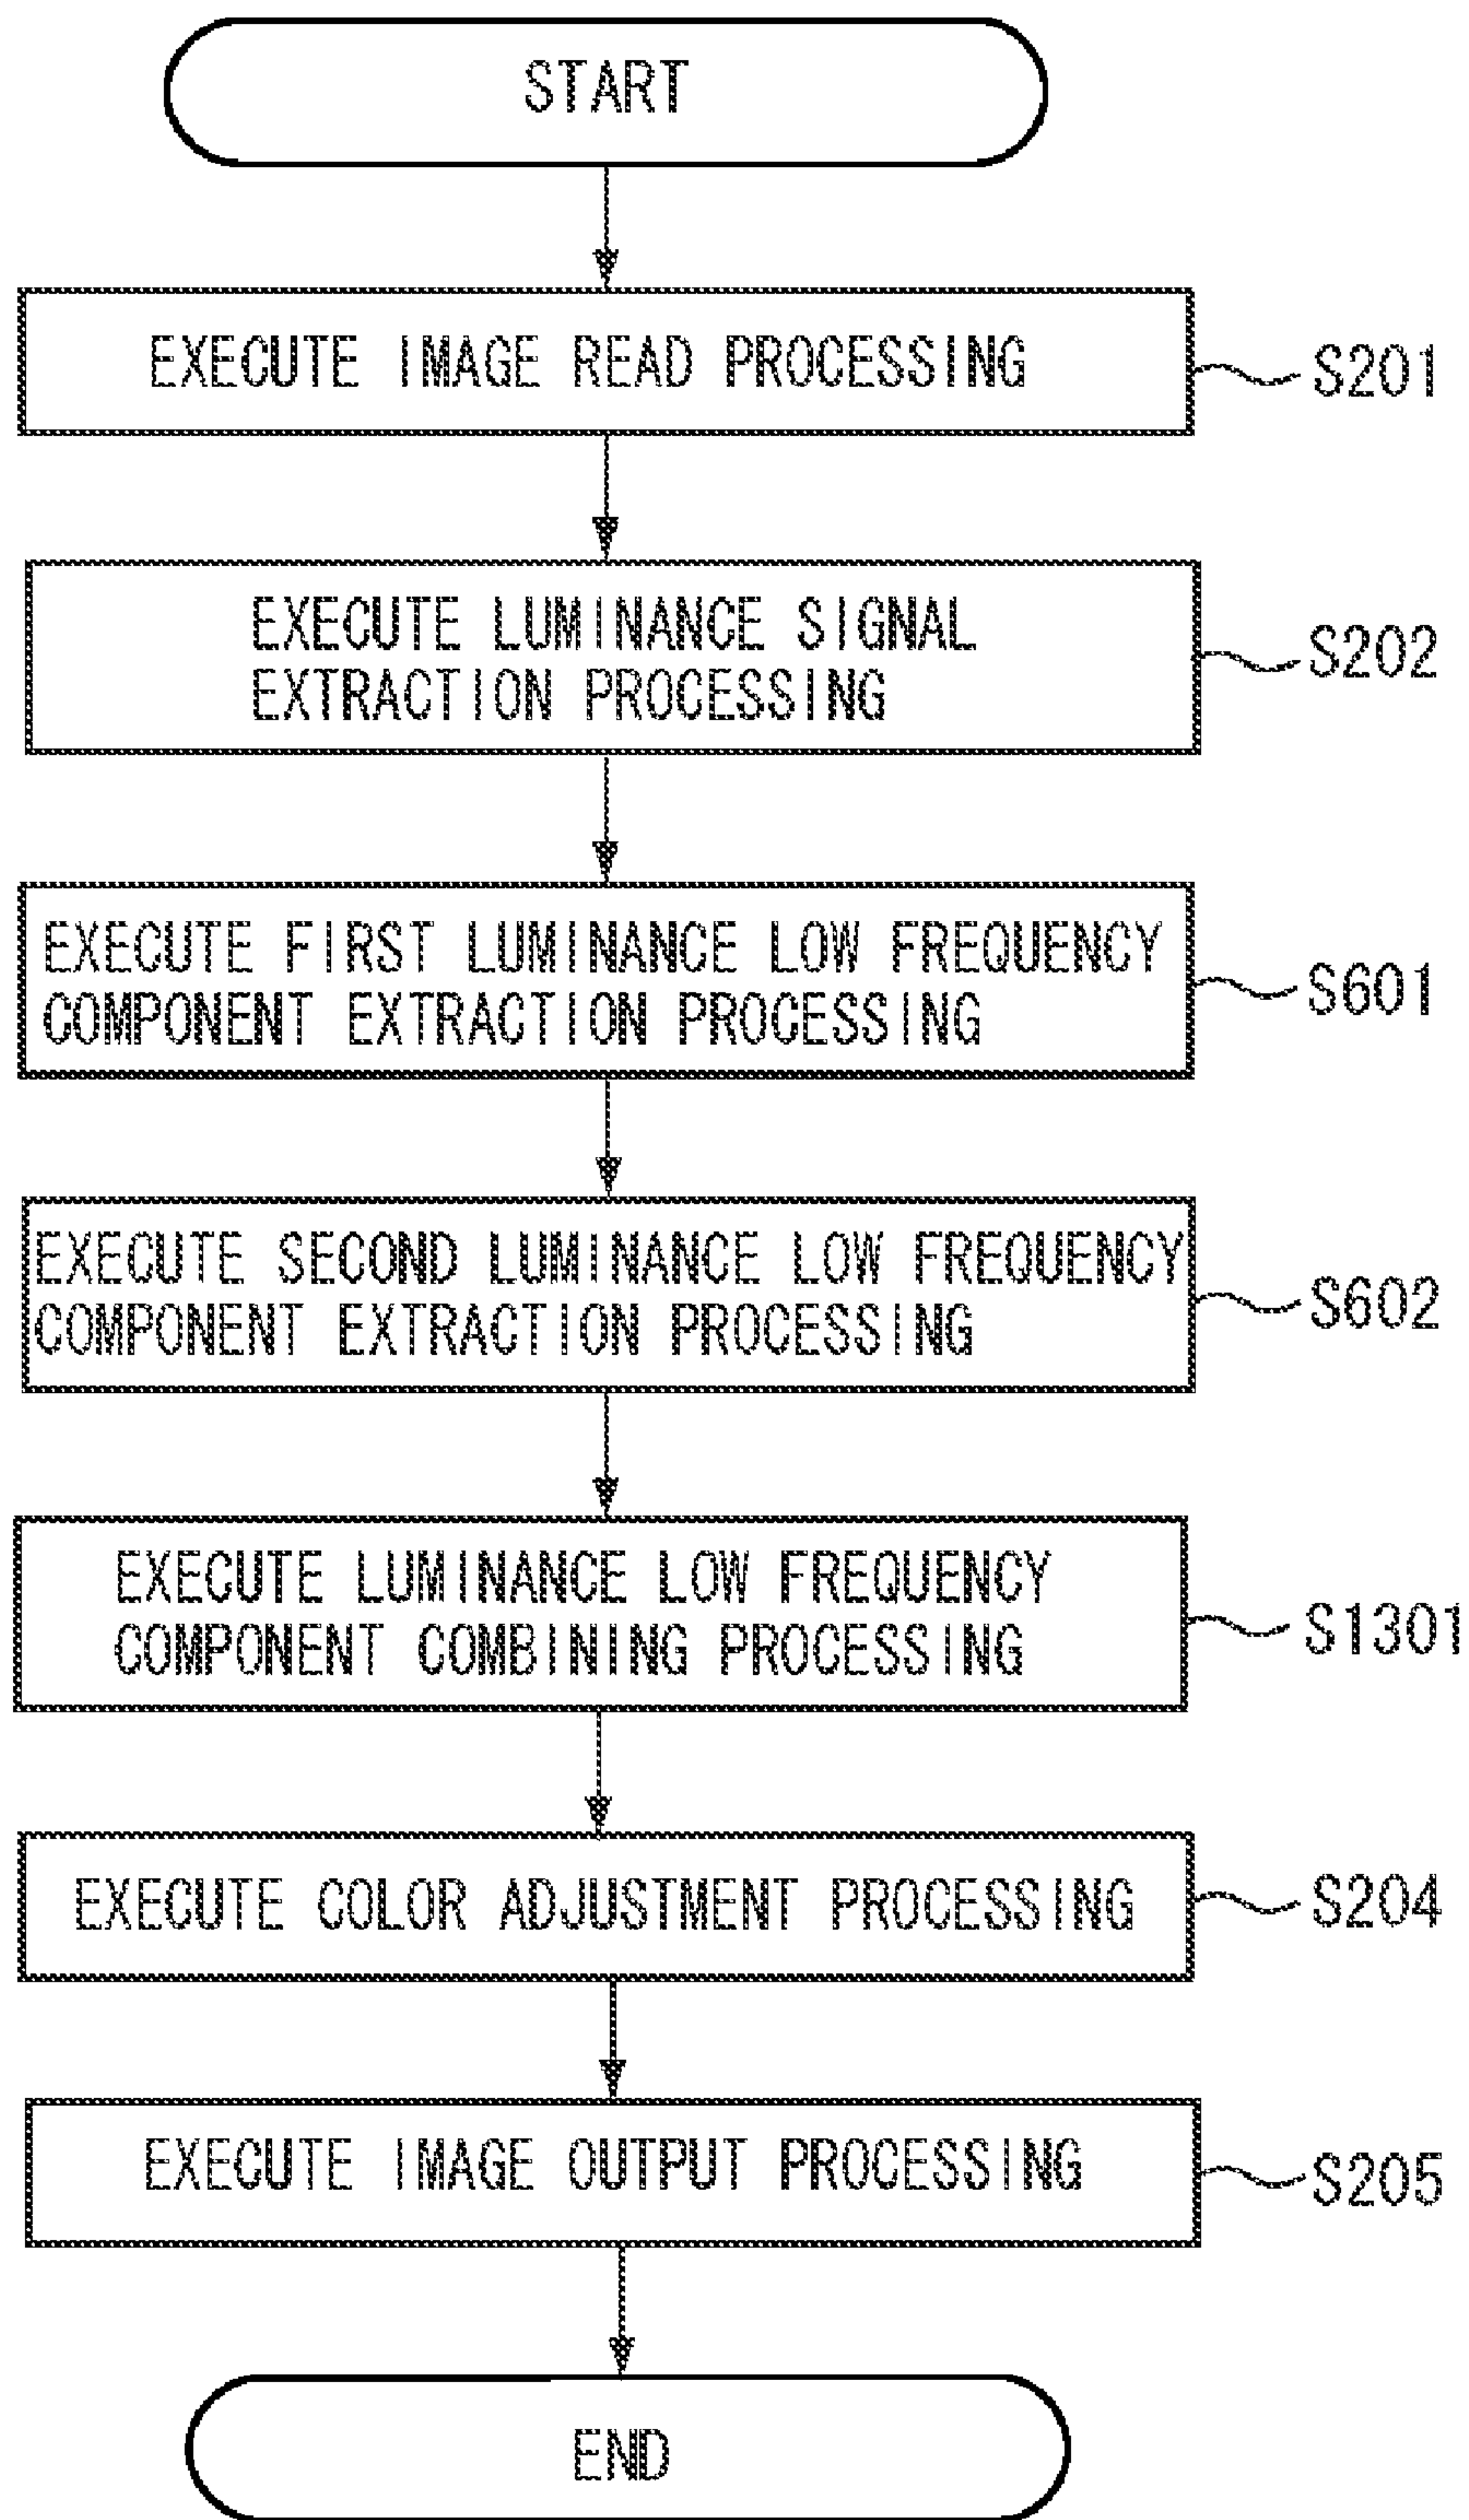 START
EXECUTE IMAGE READ PROCESSING
S201
EXECUTE LUMINANCE SIGNAL
EXTRACTION PROCESSING
S202
EXECUTE FIRST LUMINANCE LOW FREQUENCY
COMPONENT EXTRACTION PROCESSING
S601
EXECUTE SECOND LUMINANCE LOW FREQUENCY
COMPONENT EXTRACTION PROCESSING
S602
EXECUTE LUMINANCE LOW FREQUENCY
COMPONENT COMBINING PROCESSING
S1301
EXECUTE COLOR ADJUSTMENT PROCESSING
S204
EXECUTE IMAGE OUTPUT PROCESSING
S205
END